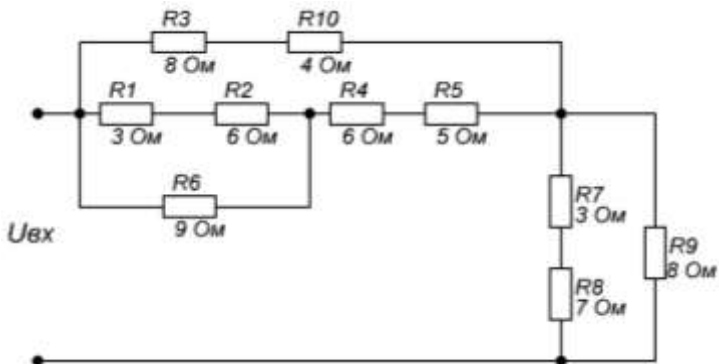 R3 R10
8 Ом 4 Ом
R1 R2 R4 R5
3 Ом 6 Ом 6 Ом 5 Ом
R6
9 Ом
Uвх
R7
3 Ом
R9
8 Ом
R8
7 Ом